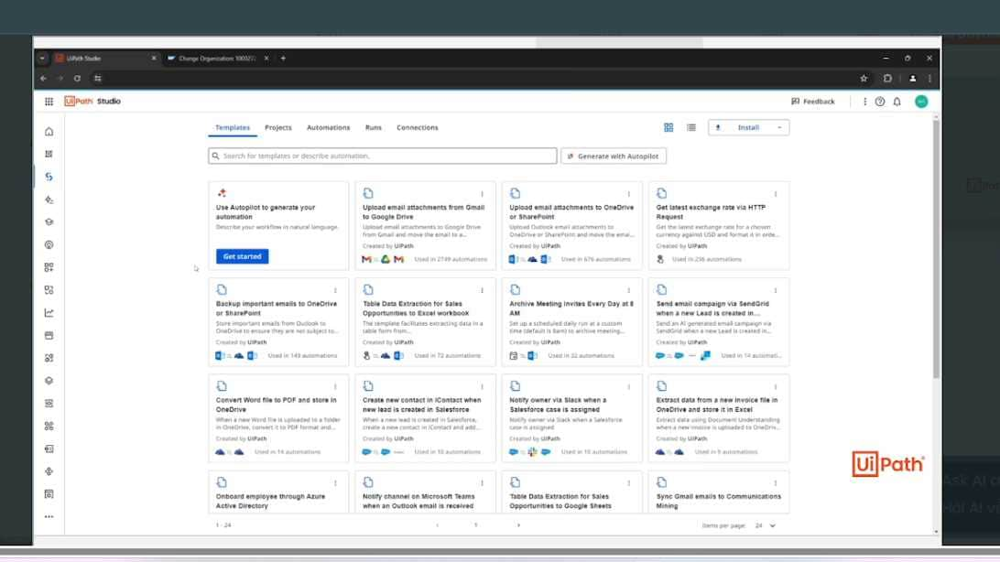 UiPath Studio
Change Organization: 1000273
UiPath Studio
Feedback
Templates Projects Automations Runs Connections
Install
Search for templates or describe automation.
Generate with Autopilot
Use Autopilot to generate your automation
Describe your workflow in natural language.
Get started
Upload email attachments from Gmail
to Google Drive
Upload email attachments to Google Drive
from Gmail and move the email to a...
Created by UiPath
Used in 2749 automations
Upload email attachments to OneDrive
or SharePoint
Upload Outlook email attachments to
OneDrive or SharePoint and move the emai...
Created by UiPath
Used in 676 automations
Get latest exchange rate via HTTP
Request
Get the latest exchange rate for a chosen
currency against USD and format it in orde...
Created by UiPath
Used in 236 automations
Backup important emails to OneDrive
or SharePoint
Store important emails from Outlook to
OneDrive to ensure they are not subject to...
Created by UiPath
Used in 149 automations
Table Data Extraction for Sales
Opportunities to Excel workbook
The template facilitates extracting data in a
table form from...
Created by UiPath
Used in 72 automations
Archive Meeting Invites Every Day at 8
AM
Set up a scheduled daily run at a custom
time (default is 8am) to archive meeting...
Created by UiPath
Used in 32 automations
Send email campaign via SendGrid
when a new Lead is created in...
Send an AI generated email campaign via
SendGrid when a new Lead is created in...
Created by UiPath
Used in 14 automati...
Convert Word file to PDF and store in
OneDrive
When a new Word file is uploaded to a folder
in OneDrive, convert it to PDF format and...
Created by UiPath
Used in 14 automations
Create new contact in iContact when
new lead is created in Salesforce
When a new lead is created in Salesforce,
create a new contact in iContact and add...
Created by UiPath
Used in 10 automations
Notify owner via Slack when a
Salesforce case is assigned
Notify owner via Slack when a Salesforce
case is assigned
Created by UiPath
Used in 10 automations
Extract data from a new invoice file in
OneDrive and store it in Excel
Extract data using Document Understanding
when a new invoice is uploaded to OneDriv...
Created by UiPath
Used in 9 automations
Onboard employee through Azure
Active Directory
Notify channel on Microsoft Teams
when an Outlook email is received
Table Data Extraction for Sales
Opportunities to Google Sheets
Sync Gmail emails to Communications
Mining
1 - 24
1
Items per page: 24
UiPath
Ask AI
Hỏi AI